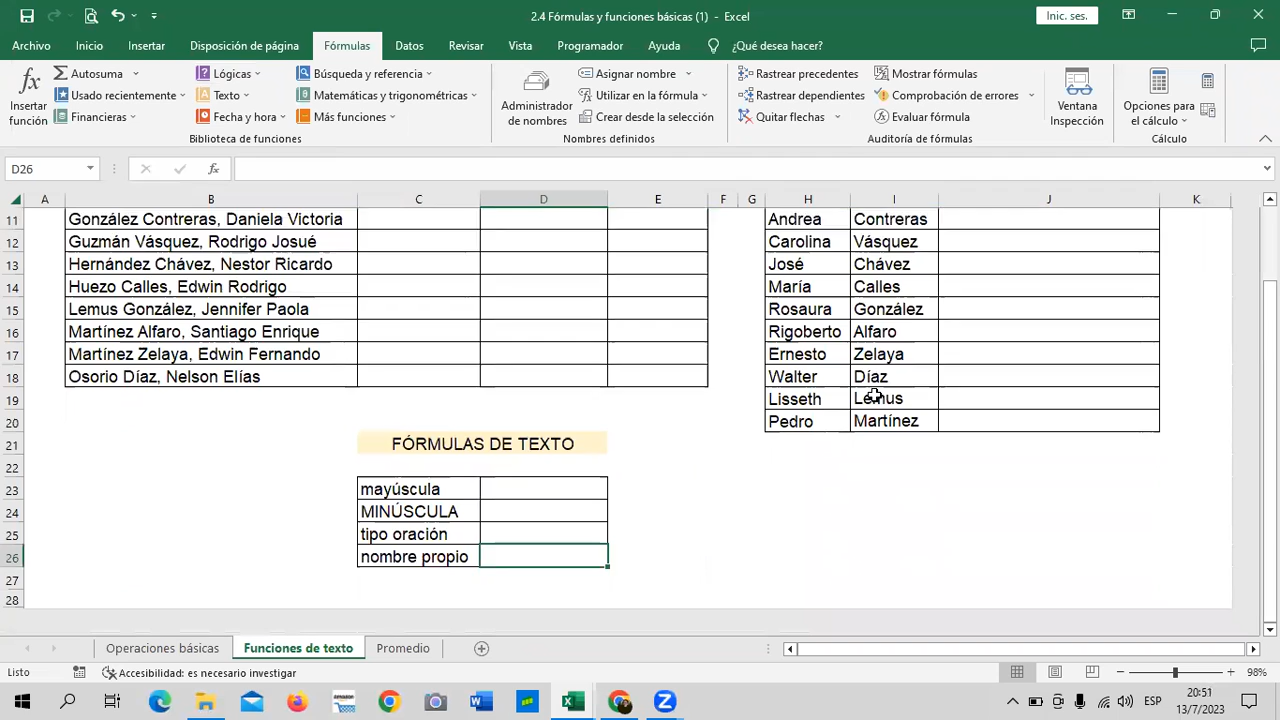 2.4 Fórmulas y funciones básicas (1) - Excel
Inic. ses.
Archivo Inicio Insertar Disposición de página Fórmulas Datos Revisar Vista Programador Ayuda ¿Qué desea hacer?
Insertar función
Autosuma
Usado recientemente
Financieras
Lógicas
Texto
Fecha y hora
Búsqueda y referencia
Matemáticas y trigonométricas
Más funciones
Biblioteca de funciones
Administrador de nombres
Asignar nombre
Utilizar en la fórmula
Crear desde la selección
Nombres definidos
Rastrear precedentes
Rastrear dependientes
Quitar flechas
Mostrar fórmulas
Comprobación de errores
Evaluar fórmula
Auditoría de fórmulas
Ventana Inspección
Opciones para el cálculo
Cálculo
D26
fx
A B C D E F G H I J K
11 González Contreras, Daniela Victoria Andrea Contreras
12 Guzmán Vásquez, Rodrigo Josué Carolina Vásquez
13 Hernández Chávez, Nestor Ricardo José Chávez
14 Huezo Calles, Edwin Rodrigo María Calles
15 Lemus González, Jennifer Paola Rosaura González
16 Martínez Alfaro, Santiago Enrique Rigoberto Alfaro
17 Martínez Zelaya, Edwin Fernando Ernesto Zelaya
18 Osorio Díaz, Nelson Elías Walter Díaz
19 Lisseth Lemus
20 Pedro Martínez
21 FÓRMULAS DE TEXTO
22
23 mayúscula
24 MINÚSCULA
25 tipo oración
26 nombre propio
27
28
Operaciones básicas Funciones de texto Promedio
Listo Accesibilidad: es necesario investigar 98%
ESP
20:51
13/7/2023